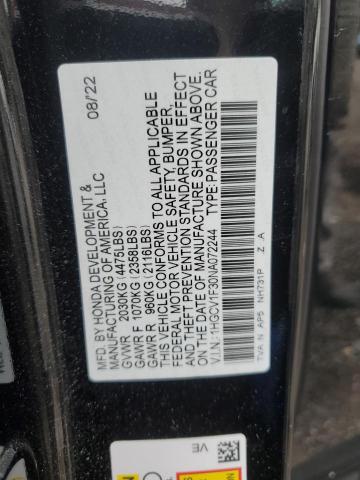 MFD. BY HONDA DEVELOPMENT & 08/22
MANUFACTURING OF AMERICA, LLC
GVWR 2030KG (4475LBS)
GAWR F 1070KG (2358LBS)
GAWR R 960KG (2116LBS)
THIS VEHICLE CONFORMS TO ALL APPLICABLE
FEDERAL MOTOR VEHICLE SAFETY, BUMPER,
AND THEFT PREVENTION STANDARDS IN EFFECT
ON THE DATE OF MANUFACTURE SHOWN ABOVE.
V.I.N.: 1HGCV1F30NA072244 TYPE: PASSENGER CAR
TVA N AP5 NH731P Z A
VE